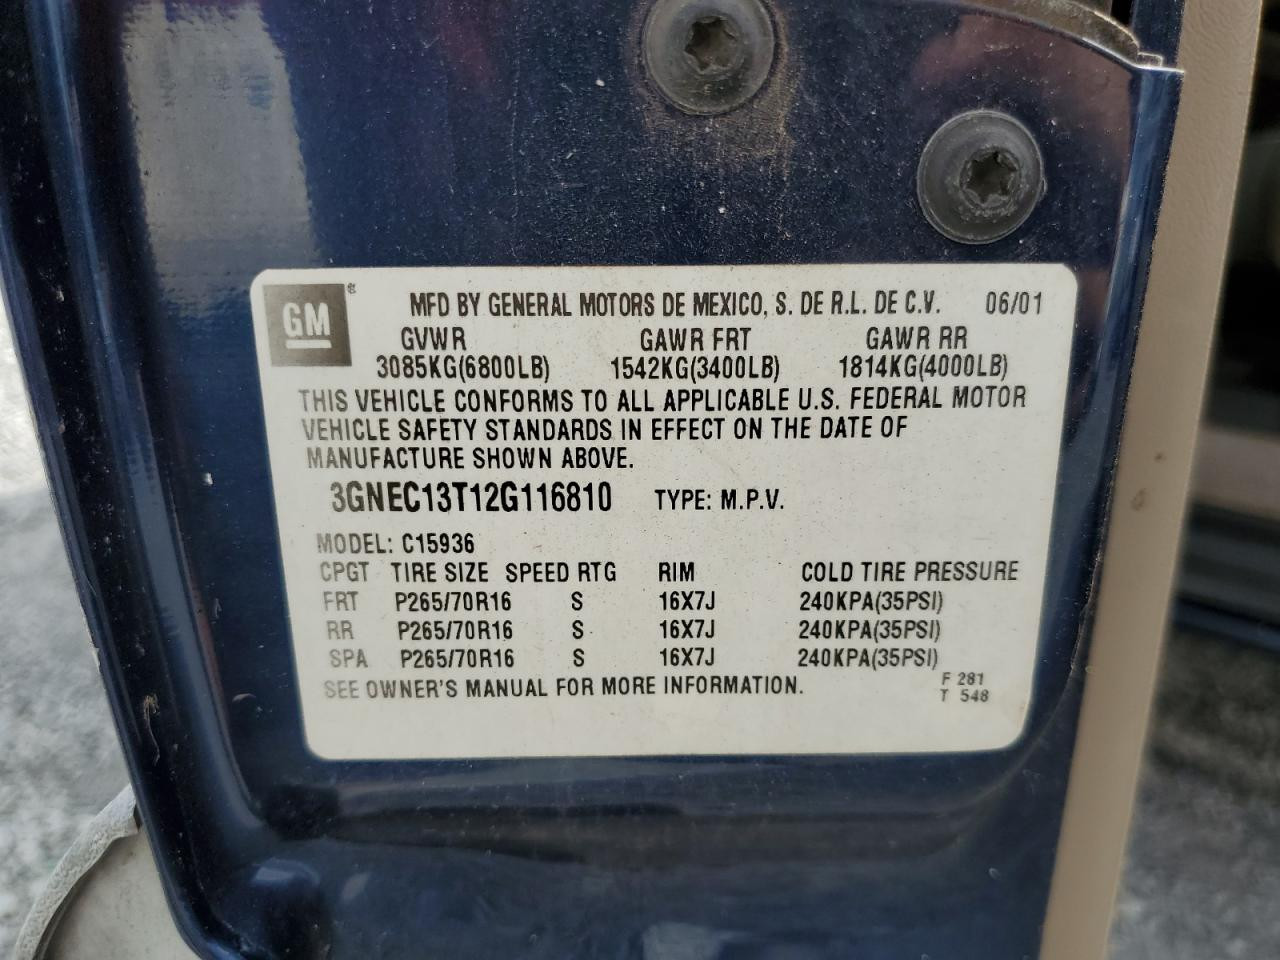 GM ® MFD BY GENERAL MOTORS DE MEXICO, S. DE R.L. DE C.V. 06/01
GVWR GAWR FRT GAWR RR
3085KG(6800LB) 1542KG(3400LB) 1814KG(4000LB)
THIS VEHICLE CONFORMS TO ALL APPLICABLE U.S. FEDERAL MOTOR
VEHICLE SAFETY STANDARDS IN EFFECT ON THE DATE OF
MANUFACTURE SHOWN ABOVE.
3GNEC13T12G116810 TYPE: M.P.V.
MODEL: C15936
CPGT TIRE SIZE SPEED RTG RIM COLD TIRE PRESSURE
FRT P265/70R16 S 16X7J 240KPA(35PSI)
RR P265/70R16 S 16X7J 240KPA(35PSI)
SPA P265/70R16 S 16X7J 240KPA(35PSI)
SEE OWNER'S MANUAL FOR MORE INFORMATION.
F 281
T 548